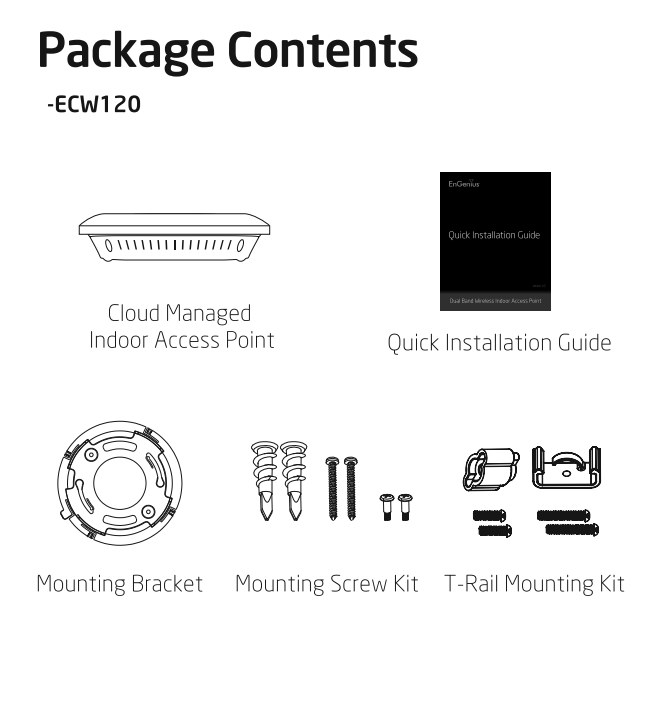 Package Contents
-ECW120
EnGenius
Quick Installation Guide
Dual Band Wireless Indoor Access Point
Cloud Managed
Indoor Access Point
Quick Installation Guide
Mounting Bracket
Mounting Screw Kit
T-Rail Mounting Kit